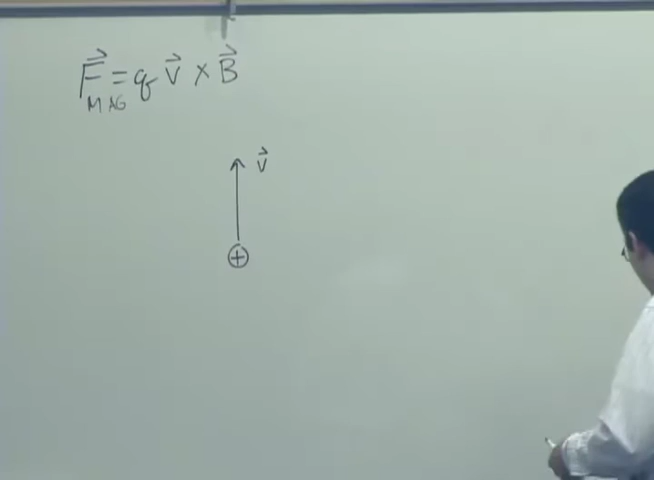 F⃗ = q v⃗ × B⃗
MAG
v⃗
+